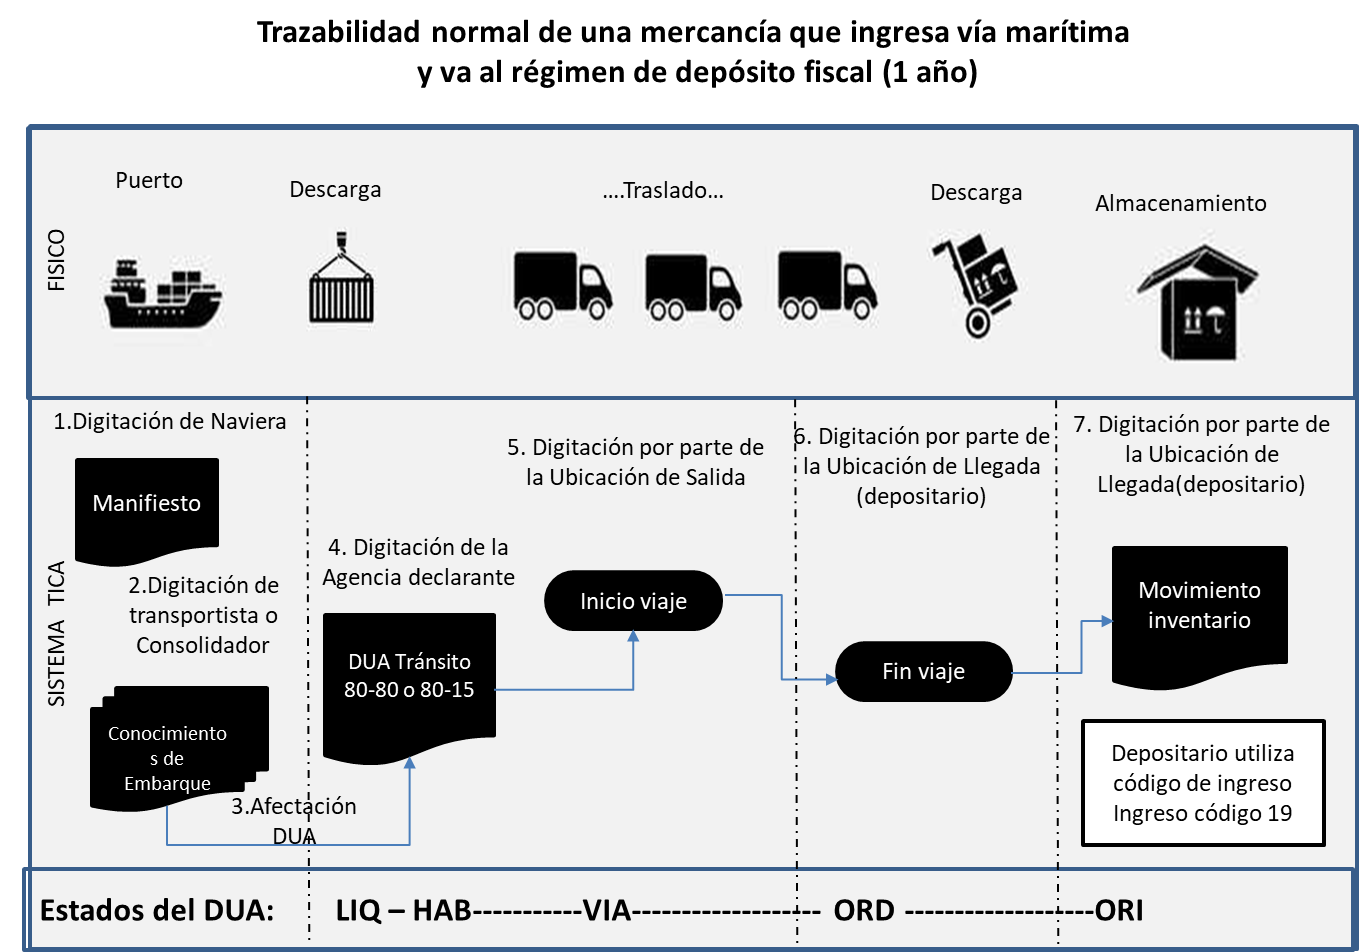 Trazabilidad normal de una mercancía que ingresa vía marítima
y va al régimen de depósito fiscal (1 año)
FISICO
Puerto
Descarga
....Traslado...
Descarga
Almacenamiento
SISTEMA TICA
1.Digitación de Naviera
Manifiesto
2.Digitación de
transportista o
Consolidador
Conocimiento
s de
Embarque
3.Afectación
DUA
4. Digitación de la
Agencia declarante
DUA Tránsito
80-80 o 80-15
5. Digitación por parte de
la Ubicación de Salida
Inicio viaje
6. Digitación por parte de
la Ubicación de Llegada
(depositario)
Fin viaje
7. Digitación por parte de
la Ubicación de
Llegada(depositario)
Movimiento
inventario
Depositario utiliza
código de ingreso
Ingreso código 19
Estados del DUA: LIQ – HAB-----------VIA------------------- ORD -------------------ORI